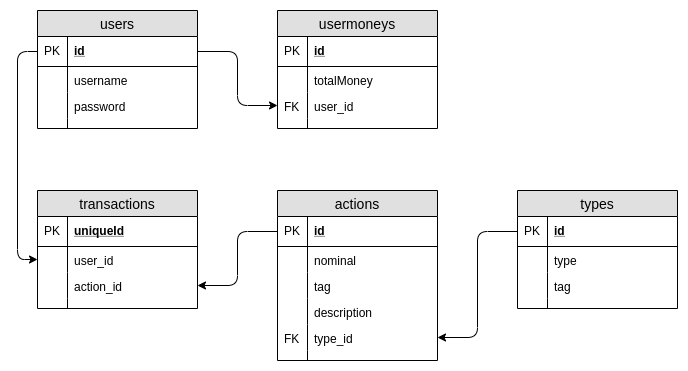 users
PK id
username
password
usermoneys
PK id
totalMoney
FK user_id
transactions
PK uniqueId
user_id
action_id
actions
PK id
nominal
tag
description
FK type_id
types
PK id
type
tag